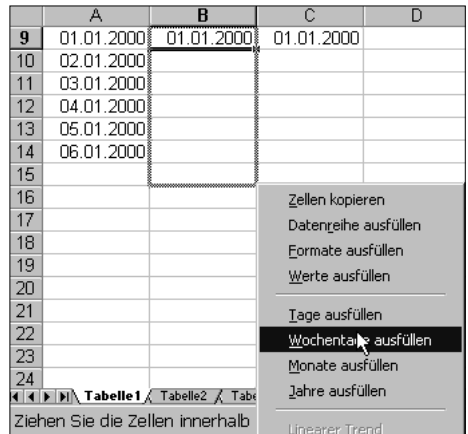 A B C D
9 01.01.2000 01.01.2000 01.01.2000
10 02.01.2000
11 03.01.2000
12 04.01.2000
13 05.01.2000
14 06.01.2000
15
16
17
18
19
20
21
22
23
24
Zellen kopieren
Datenreihe ausfüllen
Formate ausfüllen
Werte ausfüllen
Tage ausfüllen
Wochentage ausfüllen
Monate ausfüllen
Jahre ausfüllen
Linearer Trend
Tabelle1 Tabelle2 Tabe
Ziehen Sie die Zellen innerhalb